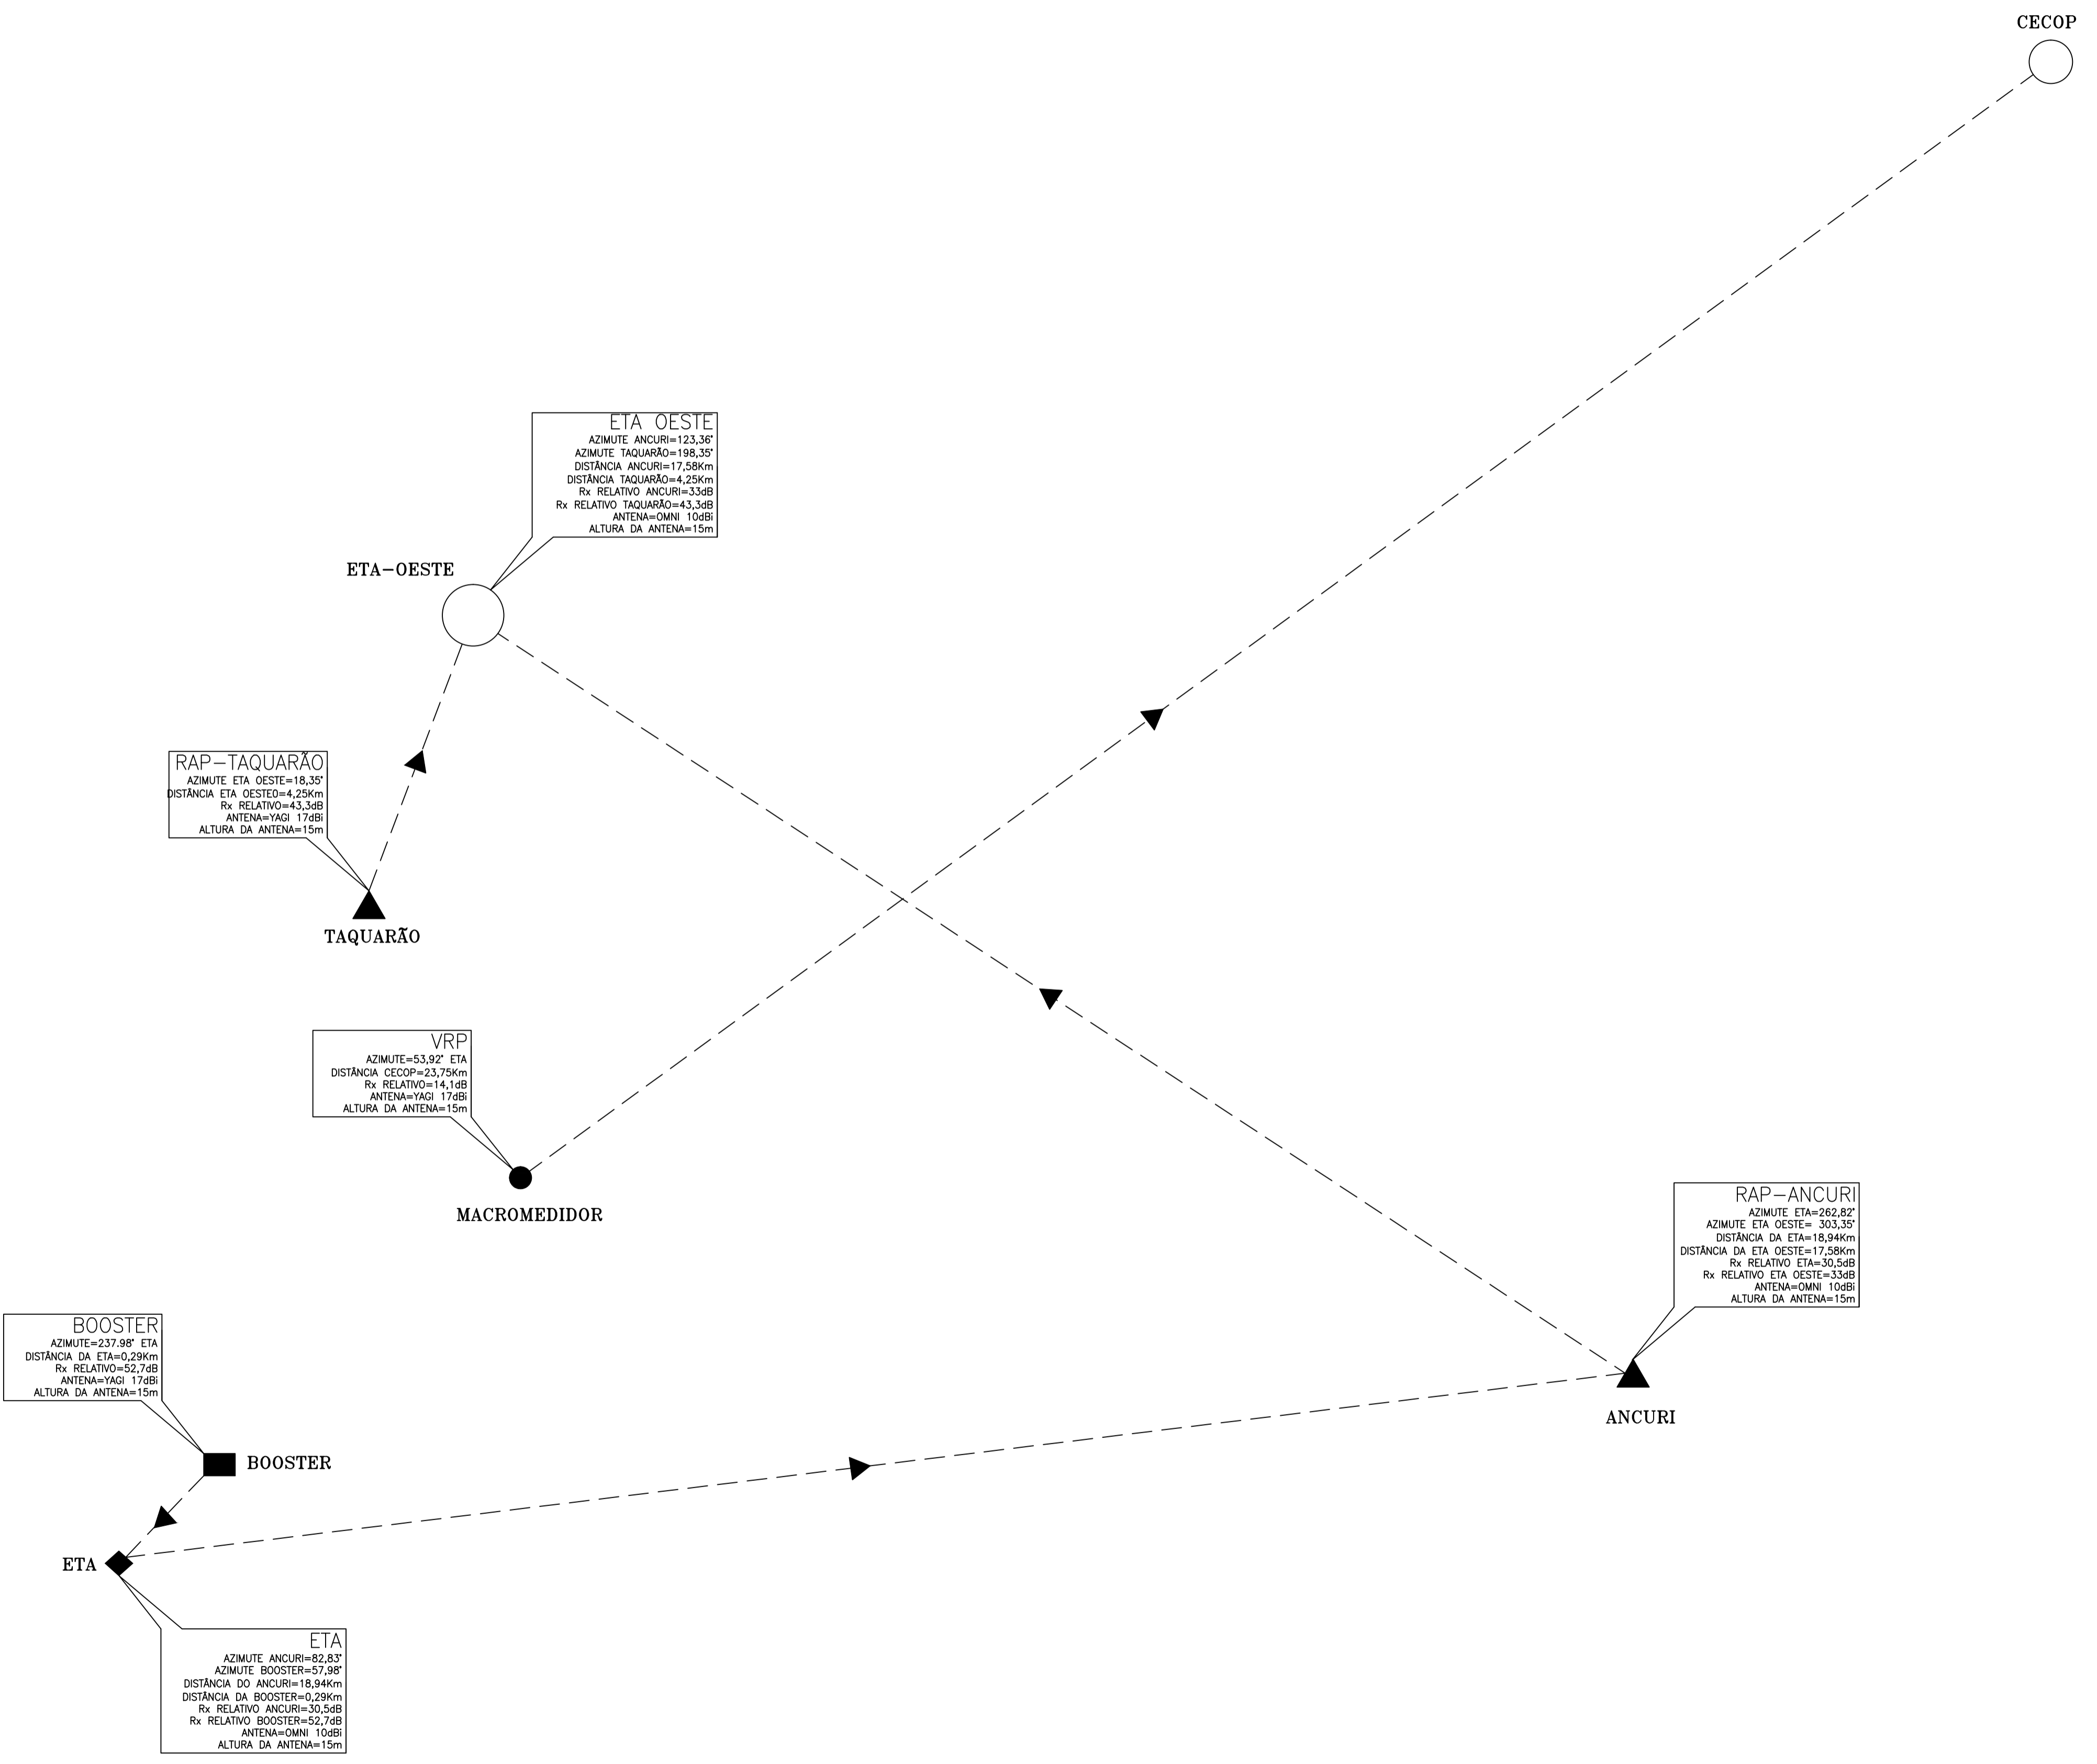 CECOP
ETA OESTE
AZIMUTE ANCURI=123,36°
AZIMUTE TAQUARÃO=198,35°
DISTÂNCIA ANCURI=17,58Km
DISTÂNCIA TAQUARÃO=4,25Km
Rx RELATIVO ANCURI=33dB
Rx RELATIVO TAQUARÃO=43,3dB
ANTENA=OMNI 10dBi
ALTURA DA ANTENA=15m
ETA-OESTE
RAP-TAQUARÃO
AZIMUTE ETA OESTE=18,35°
DISTÂNCIA ETA OESTE0=4,25Km
Rx RELATIVO=43,3dB
ANTENA=YAGI 17dBi
ALTURA DA ANTENA=15m
TAQUARÃO
VRP
AZIMUTE=53,92° ETA
DISTÂNCIA CECOP=23,75Km
Rx RELATIVO=14,1dB
ANTENA=YAGI 17dBi
ALTURA DA ANTENA=15m
MACROMEDIDOR
RAP-ANCURI
AZIMUTE ETA=262,82°
AZIMUTE ETA OESTE= 303,35°
DISTÂNCIA DA ETA=18,94Km
DISTÂNCIA DA ETA OESTE=17,58Km
Rx RELATIVO ETA=30,5dB
Rx RELATIVO ETA OESTE=33dB
ANTENA=OMNI 10dBi
ALTURA DA ANTENA=15m
ANCURI
BOOSTER
AZIMUTE=237.98° ETA
DISTÂNCIA DA ETA=0,29Km
Rx RELATIVO=52,7dB
ANTENA=YAGI 17dBi
ALTURA DA ANTENA=15m
BOOSTER
ETA
ETA
AZIMUTE ANCURI=82,83°
AZIMUTE BOOSTER=57,98°
DISTÂNCIA DO ANCURI=18,94Km
DISTÂNCIA DA BOOSTER=0,29Km
Rx RELATIVO ANCURI=30,5dB
Rx RELATIVO BOOSTER=52,7dB
ANTENA=OMNI 10dBi
ALTURA DA ANTENA=15m